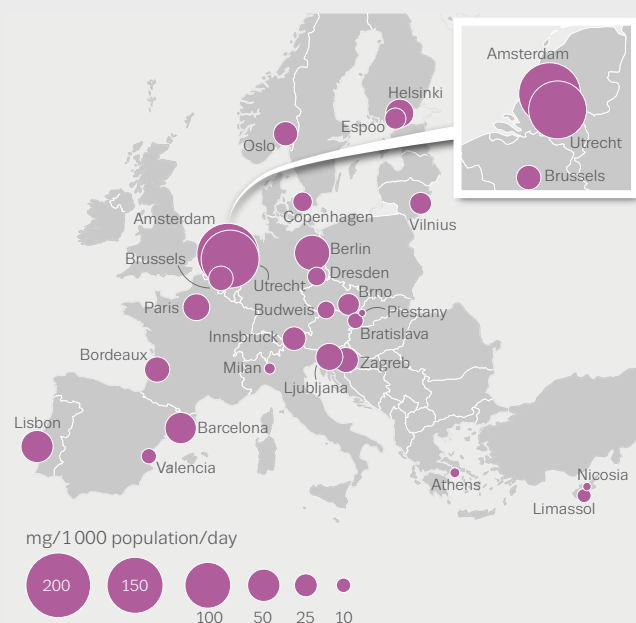 Amsterdam
Helsinki
Espoo
Oslo
Utrecht
Brussels
Amsterdam
Copenhagen
Vilnius
Berlin
Brussels
Dresden
Utrecht
Brno
Paris
Budweis
Piestany
Bratislava
Innsbruck
Bordeaux
Milan
Zagreb
Ljubljana
Lisbon
Barcelona
Valencia
Athens
Nicosia
Limassol
mg/1000 population/day
200
150
100
50
25
10